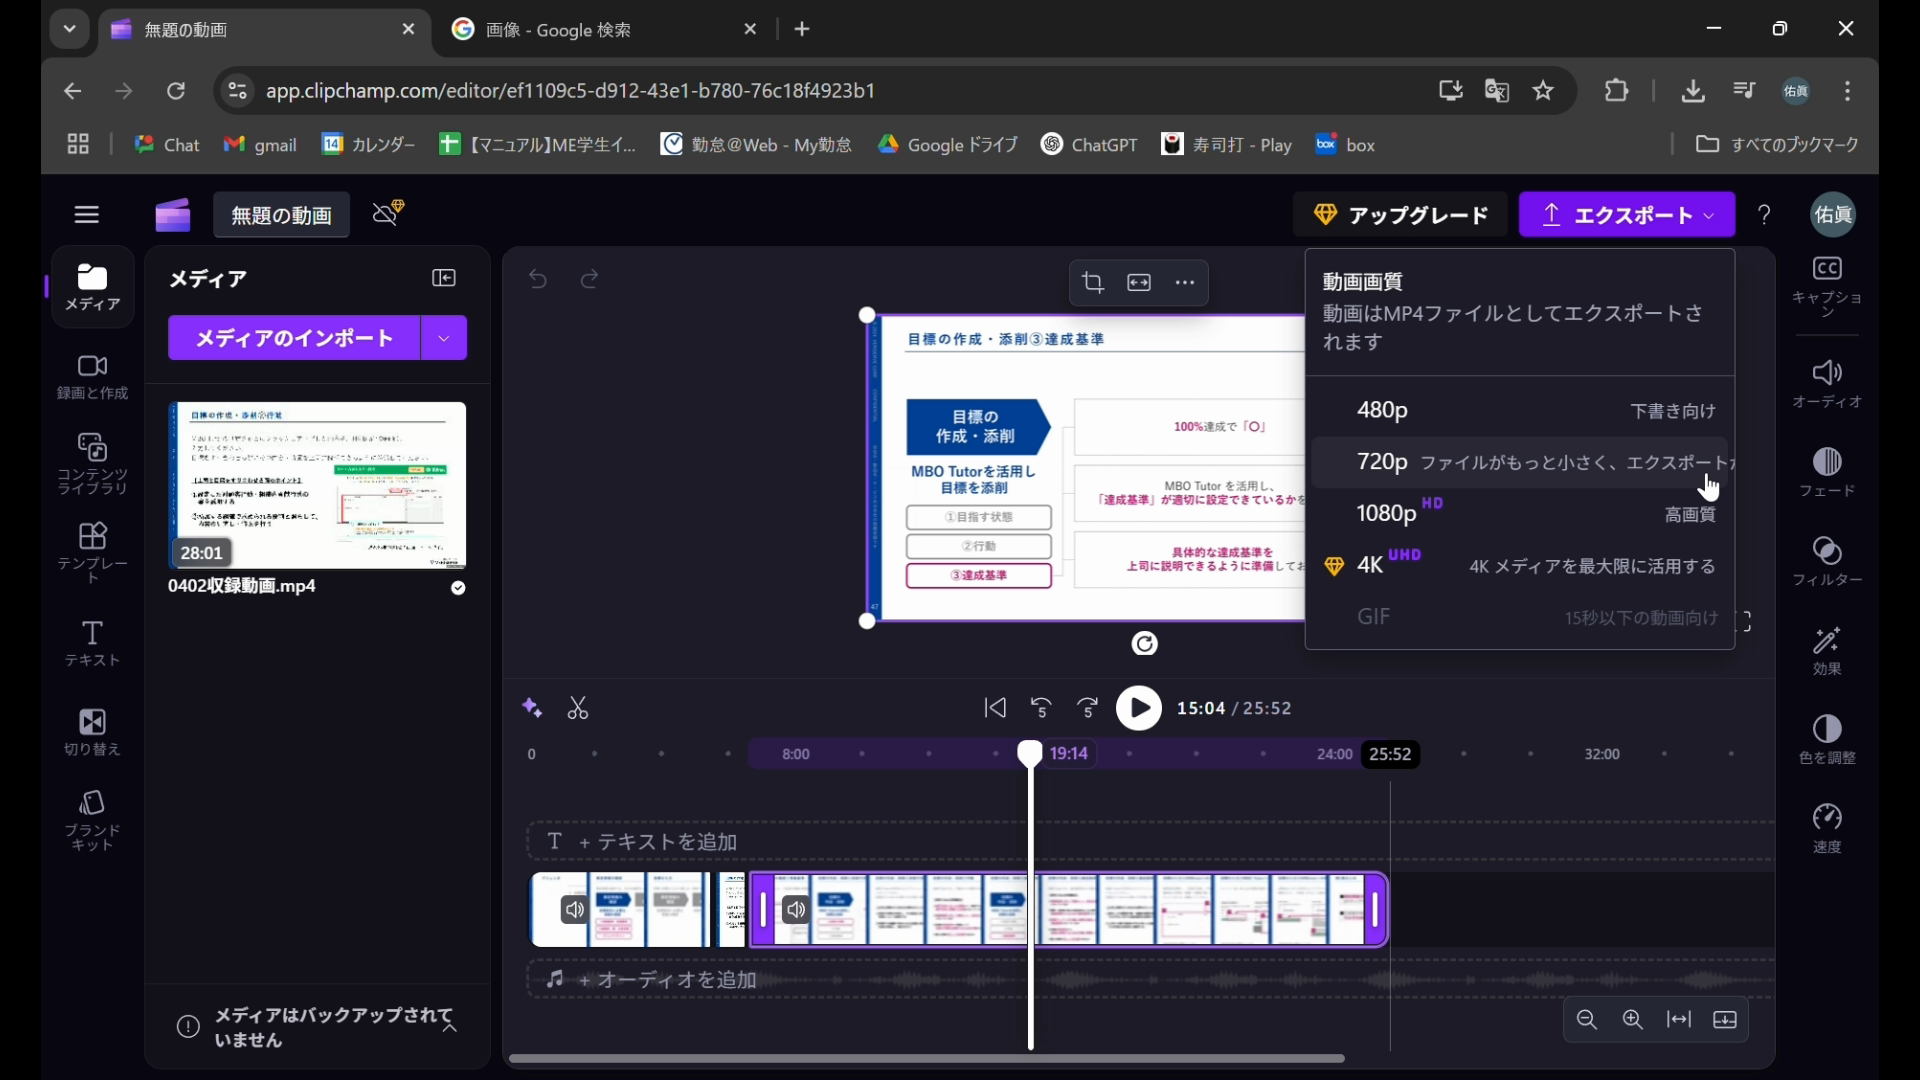 無題の動画
画像 - Google 検索
app.clipchamp.com/editor/ef1109c5-d912-43e1-b780-76c18f4923b1
佑眞
Chat
gmail
14
カレンダー
【マニュアル】ME学生イ...
勤怠＠Web - My勤怠
Google ドライブ
ChatGPT
寿司打 - Play
box
box
すべてのブックマーク
無題の動画
アップグレード
エクスポート
?
佑眞
メディア
録画と作成
コンテンツ
ライブラリ
テンプレー
ト
テキスト
切り替え
ブランド
キット
メディア
メディアのインポート
目標の作成・添削②行動
28:01
0402収録動画.mp4
メディアはバックアップされて
いません
目標の作成・添削③達成基準
目標の
作成・添削
MBO Tutorを活用し
目標を添削
①目指す状態
②行動
③達成基準
100%達成で「〇」
MBO Tutor を活用し、
「達成基準」が適切に設定できているかを
具体的な達成基準を
上司に説明できるように準備してお
47
動画画質
動画はMP4ファイルとしてエクスポートさ
れます
480p 下書き向け
720p ファイルがもっと小さく、エクスポートが
1080p HD 高画質
4K UHD 4K メディアを最大限に活用する
GIF 15秒以下の動画向け
CC
キャプショ
ン
オーディオ
フェード
フィルター
効果
色を調整
速度
5
5
15:04 / 25:52
0
8:00
19:14
24:00
25:52
32:00
T + テキストを追加
+ オーディオを追加